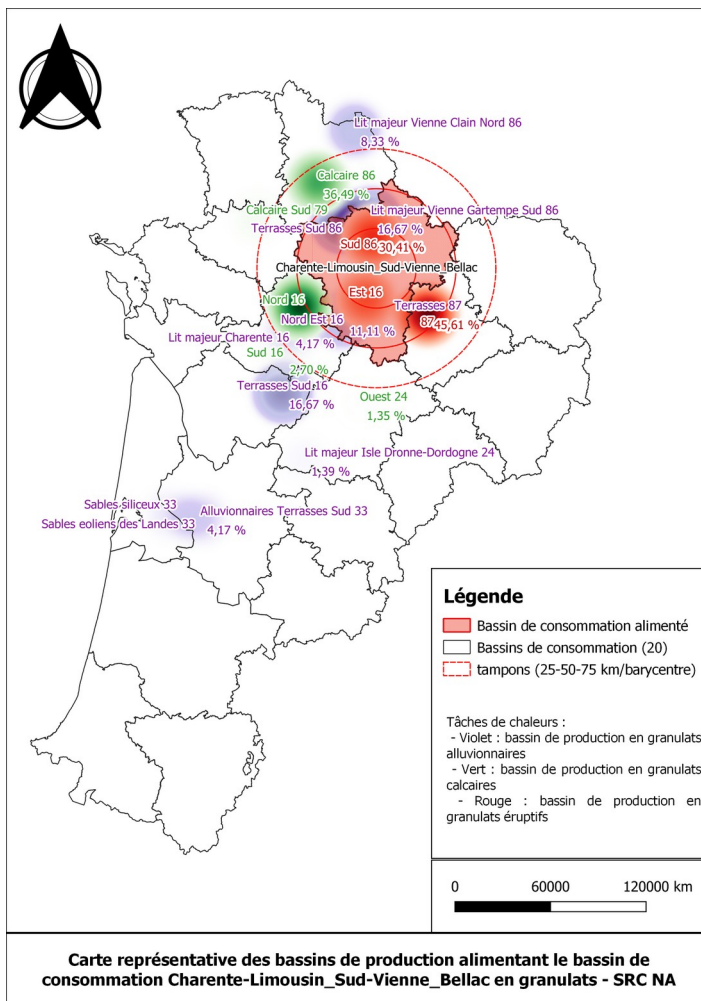 Lit majeur Vienne Clain Nord 86
8,33 %
Calcaire 86
36,49 %
Calcaire Sud 79
Lit majeur Vienne Gartempe Sud 86
Terrasses Sud 86
16,67 %
Sud 86
30,41 %
Charente-Limousin_Sud-Vienne_Bellac
Est 16
Nord 16
Terrasses 87
Nord Est 16
87
45,61 %
11,11 %
Lit majeur Charente 16
4,17 %
Sud 16
2,70 %
Terrasses Sud 16
16,67 %
Ouest 24
1,35 %
Lit majeur Isle Dronne-Dordogne 24
1,39 %
Sables siliceux 33
Alluvionnaires Terrasses Sud 33
Sables eoliens des Landes 33
4,17 %
Légende
Bassin de consommation alimenté
Bassins de consommation (20)
tampons (25-50-75 km/barycentre)
Tâches de chaleurs :
- Violet : bassin de production en granulats
alluvionnaires
- Vert : bassin de production en granulats
calcaires
- Rouge : bassin de production en
granulats éruptifs
0 60000 120000 km
Carte représentative des bassins de production alimentant le bassin de
consommation Charente-Limousin_Sud-Vienne_Bellac en granulats - SRC NA